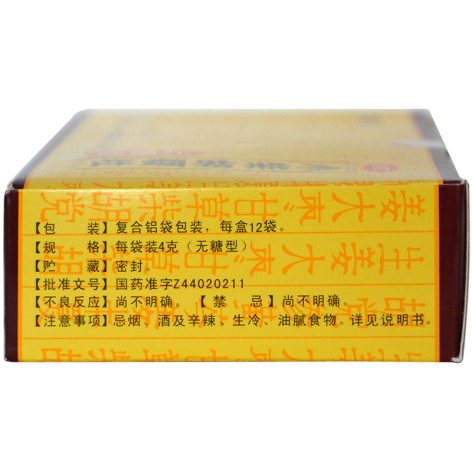 【包　　装】复合铝袋包装，每盒12袋。
【规　　格】每袋装4克（无糖型）
【贮　　藏】密封。
【批准文号】国药准字Z44020211
【不良反应】尚不明确。【 禁　忌】尚不明确。
【注意事项】忌烟、酒及辛辣、生冷、油腻食物。详见说明书。